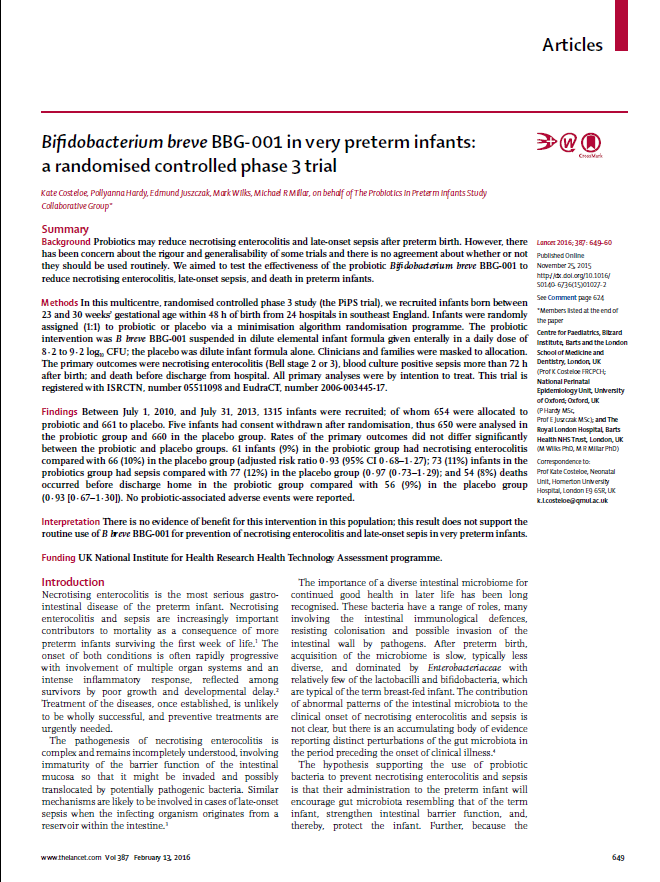 Articles
Bifidobacterium breve BBG-001 in very preterm infants:
a randomised controlled phase 3 trial
Kate Costeloe, Pollyanna Hardy, Edmund Juszczak, Mark Wilks, Michael R Millar, on behalf of The Probiotics in Preterm Infants Study
Collaborative Group*
Summary
Background Probiotics may reduce necrotising enterocolitis and late-onset sepsis after preterm birth. However, there
has been concern about the rigour and generalisability of some trials and there is no agreement about whether or not
they should be used routinely. We aimed to test the effectiveness of the probiotic Bifidobacterium breve BBG-001 to
reduce necrotising enterocolitis, late-onset sepsis, and death in preterm infants.
Methods In this multicentre, randomised controlled phase 3 study (the PiPS trial), we recruited infants born between
23 and 30 weeks' gestational age within 48 h of birth from 24 hospitals in southeast England. Infants were randomly
assigned (1:1) to probiotic or placebo via a minimisation algorithm randomisation programme. The probiotic
intervention was B breve BBG-001 suspended in dilute elemental infant formula given enterally in a daily dose of
8·2 to 9·2 log₁₀ CFU; the placebo was dilute infant formula alone. Clinicians and families were masked to allocation.
The primary outcomes were necrotising enterocolitis (Bell stage 2 or 3), blood culture positive sepsis more than 72 h
after birth; and death before discharge from hospital. All primary analyses were by intention to treat. This trial is
registered with ISRCTN, number 05511098 and EudraCT, number 2006-003445-17.
Findings Between July 1, 2010, and July 31, 2013, 1315 infants were recruited; of whom 654 were allocated to
probiotic and 661 to placebo. Five infants had consent withdrawn after randomisation, thus 650 were analysed in
the probiotic group and 660 in the placebo group. Rates of the primary outcomes did not differ significantly
between the probiotic and placebo groups. 61 infants (9%) in the probiotic group had necrotising enterocolitis
compared with 66 (10%) in the placebo group (adjusted risk ratio 0·93 (95% CI 0·68–1·27); 73 (11%) infants in the
probiotics group had sepsis compared with 77 (12%) in the placebo group (0·97 (0·73–1·29); and 54 (8%) deaths
occurred before discharge home in the probiotic group compared with 56 (9%) in the placebo group
(0·93 [0·67–1·30]). No probiotic-associated adverse events were reported.
Interpretation There is no evidence of benefit for this intervention in this population; this result does not support the
routine use of B breve BBG-001 for prevention of necrotising enterocolitis and late-onset sepis in very preterm infants.
Funding UK National Institute for Health Research Health Technology Assessment programme.
Introduction
Necrotising enterocolitis is the most serious gastro-
intestinal disease of the preterm infant. Necrotising
enterocolitis and sepsis are increasingly important
contributors to mortality as a consequence of more
preterm infants surviving the first week of life.¹ The
onset of both conditions is often rapidly progressive
with involvement of multiple organ systems and an
intense inflammatory response, reflected among
survivors by poor growth and developmental delay.²
Treatment of the diseases, once established, is unlikely
to be wholly successful, and preventive treatments are
urgently needed.
The pathogenesis of necrotising enterocolitis is
complex and remains incompletely understood, involving
immaturity of the barrier function of the intestinal
mucosa so that it might be invaded and possibly
translocated by potentially pathogenic bacteria. Similar
mechanisms are likely to be involved in cases of late-onset
sepsis when the infecting organism originates from a
reservoir within the intestine.³
The importance of a diverse intestinal microbiome for
continued good health in later life has been long
recognised. These bacteria have a range of roles, many
involving the intestinal immunological defences,
resisting colonisation and possible invasion of the
intestinal wall by pathogens. After preterm birth,
acquisition of the microbiome is slow, typically less
diverse, and dominated by Enterobacteriaceae with
relatively few of the lactobacilli and bifidobacteria, which
are typical of the term breast-fed infant. The contribution
of abnormal patterns of the intestinal microbiota to the
clinical onset of necrotising enterocolitis and sepsis is
not clear, but there is an accumulating body of evidence
reporting distinct perturbations of the gut microbiota in
the period preceding the onset of clinical illness.⁴
The hypothesis supporting the use of probiotic
bacteria to prevent necrotising enterocolitis and sepsis
is that their administration to the preterm infant will
encourage gut microbiota resembling that of the term
infant, strengthen intestinal barrier function, and,
thereby, protect the infant. Further, because the
CrossMark
Lancet 2016; 387: 649–60
Published Online
November 25, 2015
http://dx.doi.org/10.1016/
S0140-6736(15)01027-2
See Comment page 624
*Members listed at the end of
the paper
Centre for Paediatrics, Blizard
Institute, Barts and the London
School of Medicine and
Dentistry, London, UK
(Prof K Costeloe FRCPCH);
National Perinatal
Epidemiology Unit, University
of Oxford; Oxford, UK
(P Hardy MSc,
Prof E Juszczak MSc); and The
Royal London Hospital, Barts
Health NHS Trust, London, UK
(M Wilks PhD, M R Millar PhD)
Correspondence to:
Prof Kate Costeloe, Neonatal
Unit, Homerton University
Hospital, London E9 6SR, UK
k.l.costeloe@qmul.ac.uk
www.thelancet.com Vol 387 February 13, 2016
649